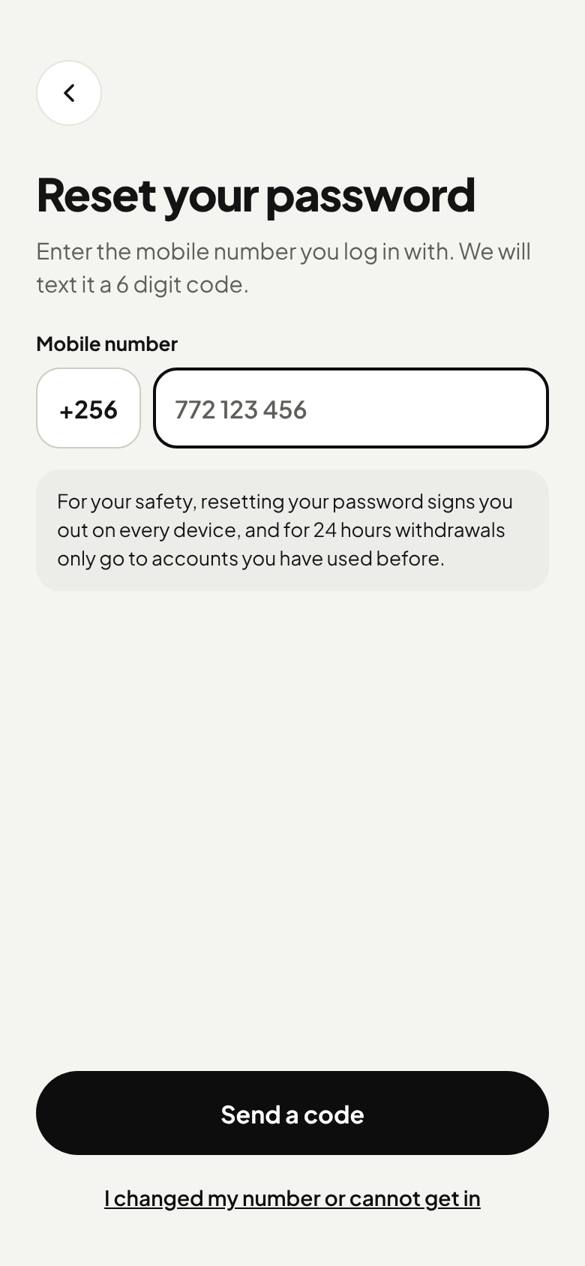 Reset your password
Enter the mobile number you log in with. We will
text it a 6 digit code.
Mobile number
+256
772 123 456
For your safety, resetting your password signs you
out on every device, and for 24 hours withdrawals
only go to accounts you have used before.
Send a code
I changed my number or cannot get in